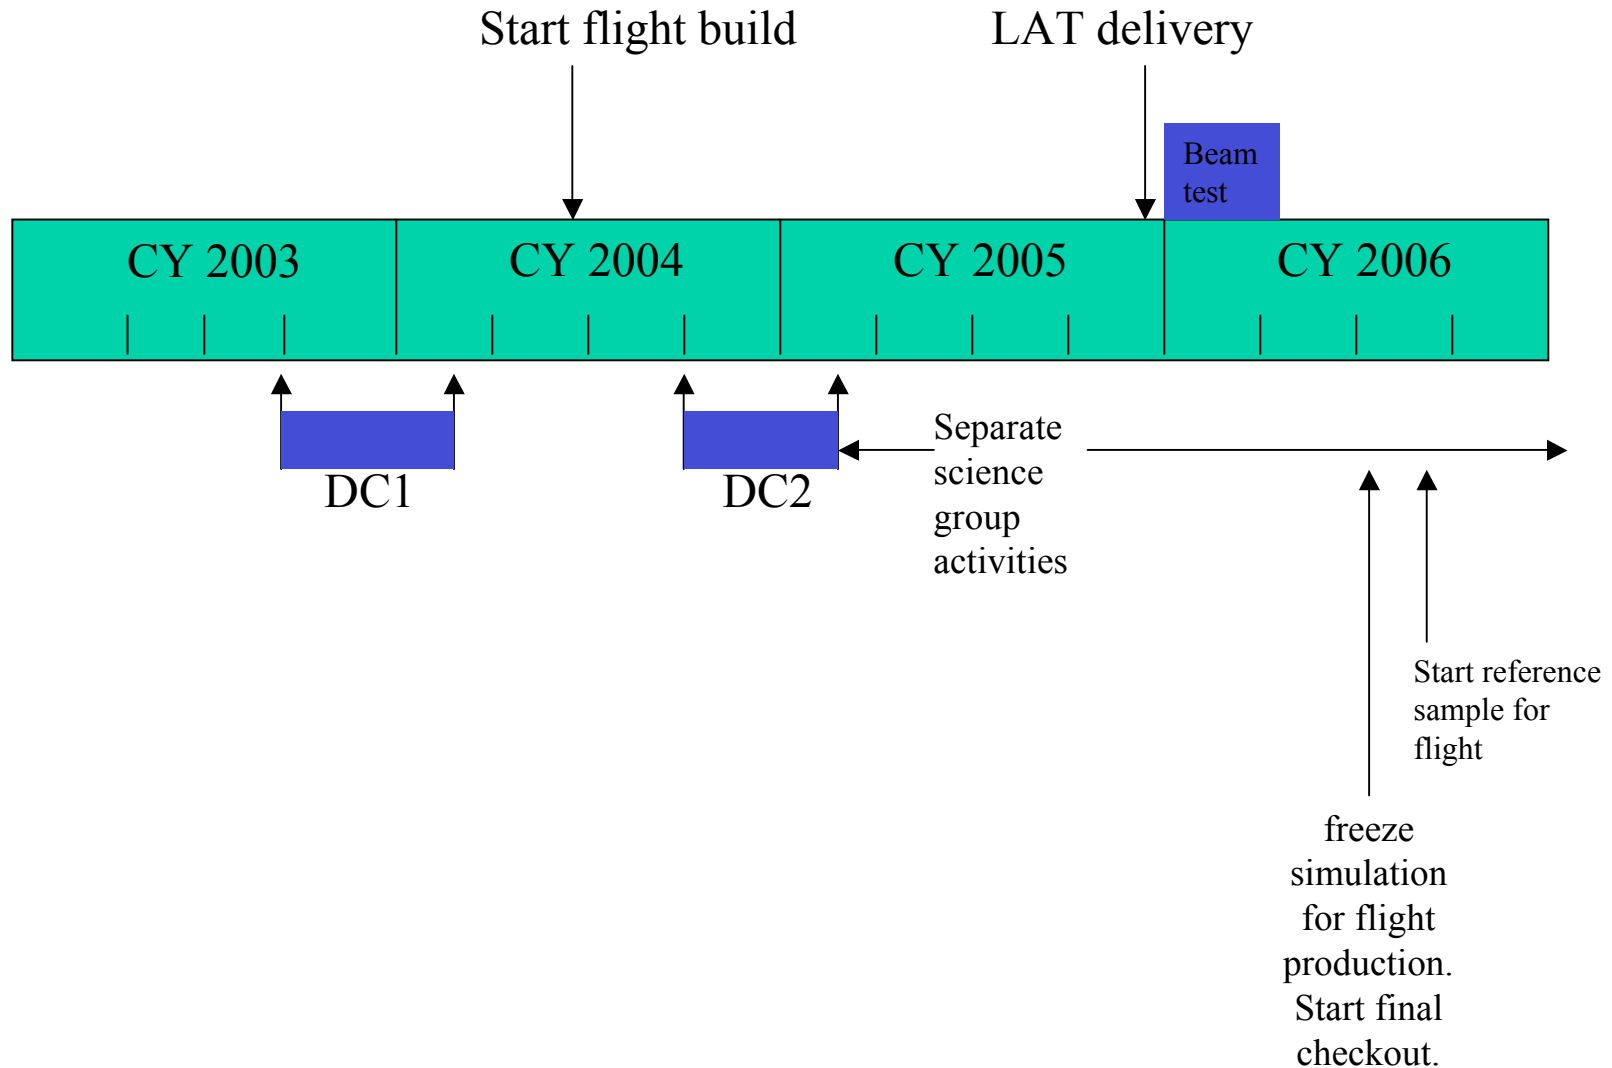 Start flight build
LAT delivery
Beam
test
CY 2003
CY 2004
CY 2005
CY 2006
DC1
DC2
Separate
science
group
activities
Start reference
sample for
flight
freeze
simulation
for flight
production.
Start final
checkout.